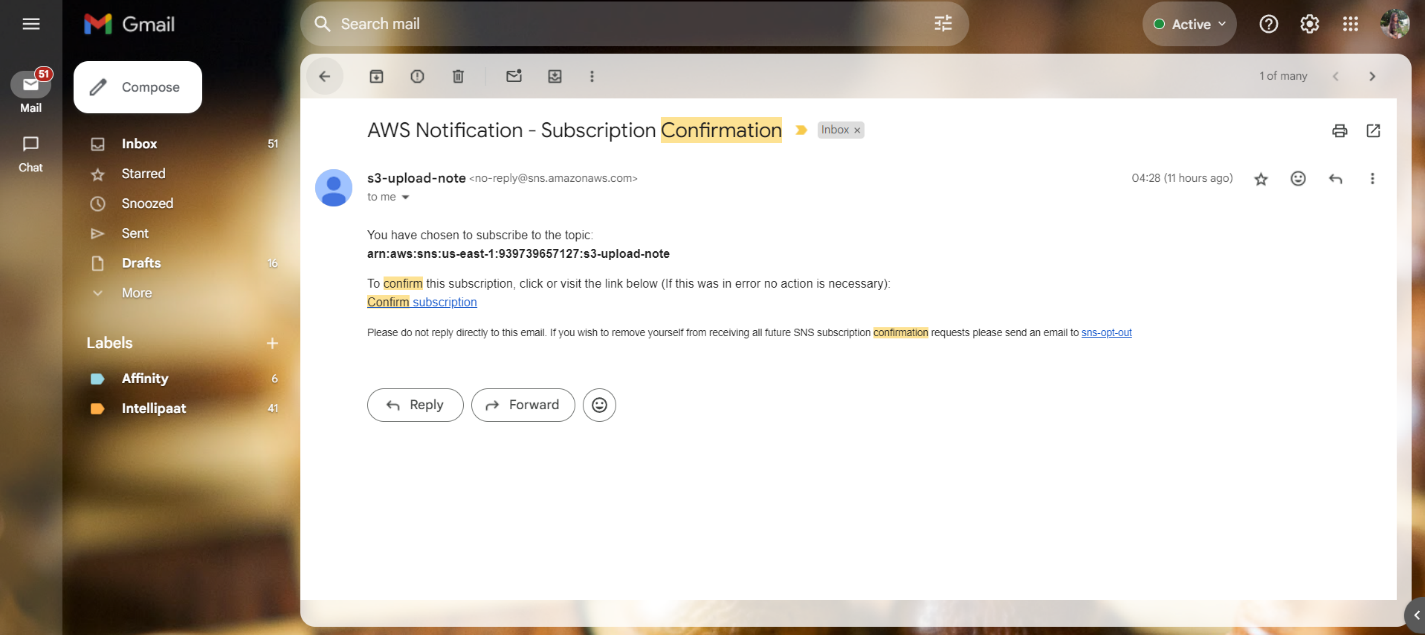 Gmail
Search mail
Active
51
Mail
Chat
Compose
Inbox 51
Starred
Snoozed
Sent
Drafts 16
More
Labels
Affinity 6
Intellipaat 41
1 of many
AWS Notification - Subscription Confirmation Inbox ×
s3-upload-note <no-reply@sns.amazonaws.com>
04:28 (11 hours ago)
to me
You have chosen to subscribe to the topic:
arn:aws:sns:us-east-1:939739657127:s3-upload-note
To confirm this subscription, click or visit the link below (If this was in error no action is necessary):
Confirm subscription
Please do not reply directly to this email. If you wish to remove yourself from receiving all future SNS subscription confirmation requests please send an email to sns-opt-out
Reply
Forward